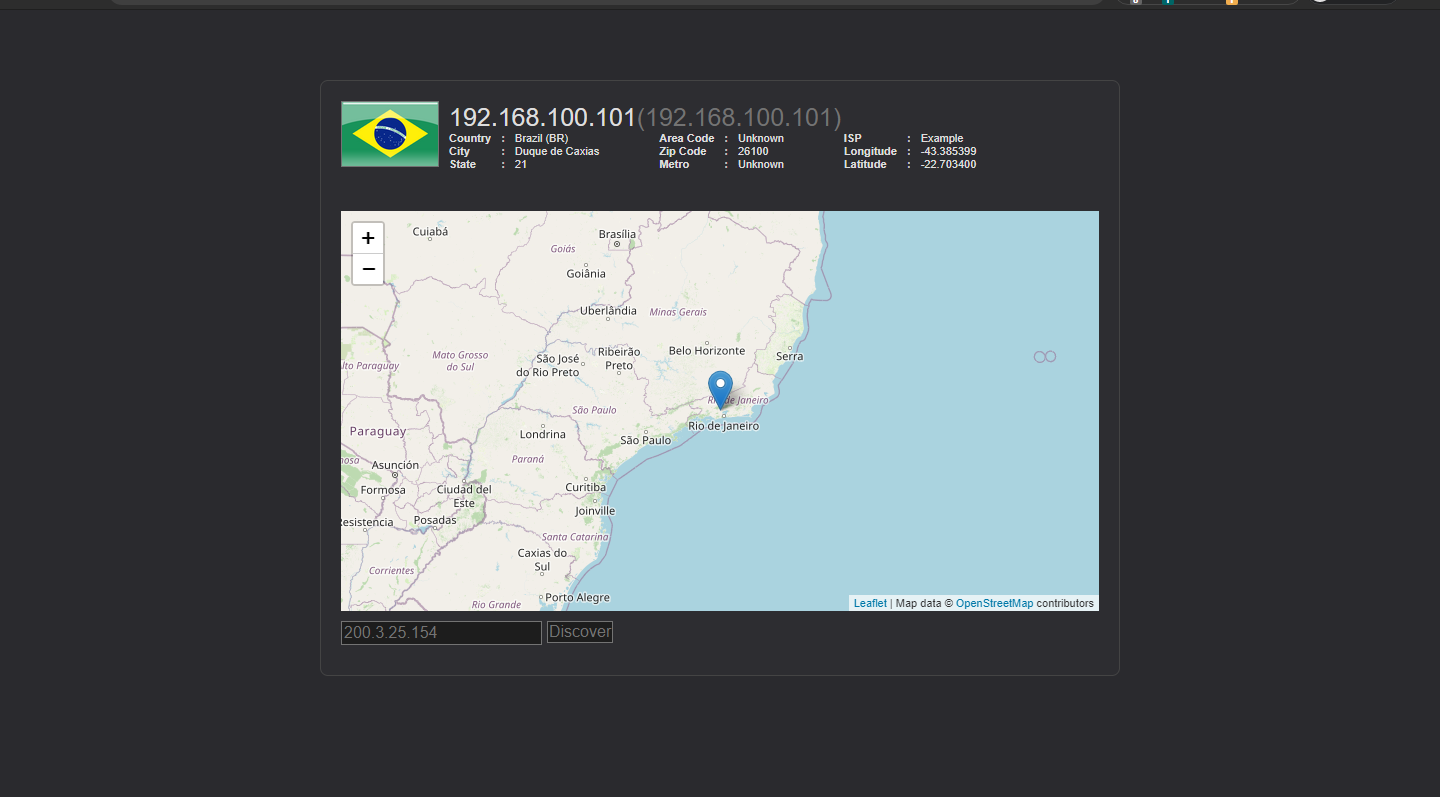 192.168.100.101(192.168.100.101)
Country : Brazil (BR) Area Code : Unknown ISP : Example
City : Duque de Caxias Zip Code : 26100 Longitude : -43.385399
State : 21 Metro : Unknown Latitude : -22.703400
+
−
Cuiabá
Brasília
Goiás
Goiânia
Uberlândia
Minas Gerais
Mato Grosso
do Sul
São José
do Rio Preto
Ribeirão
Preto
Belo Horizonte
Serra
lto Paraguay
São Paulo
Rio de Janeiro
Rio de Janeiro
Paraguay
Londrina
São Paulo
Paraná
nosa
Asunción
Formosa
Ciudad del
Este
Curitiba
Joinville
Resistencia
Posadas
Santa Catarina
Caxias do
Sul
Corrientes
Porto Alegre
Rio Grande
Leaflet | Map data © OpenStreetMap contributors
200.3.25.154 Discover